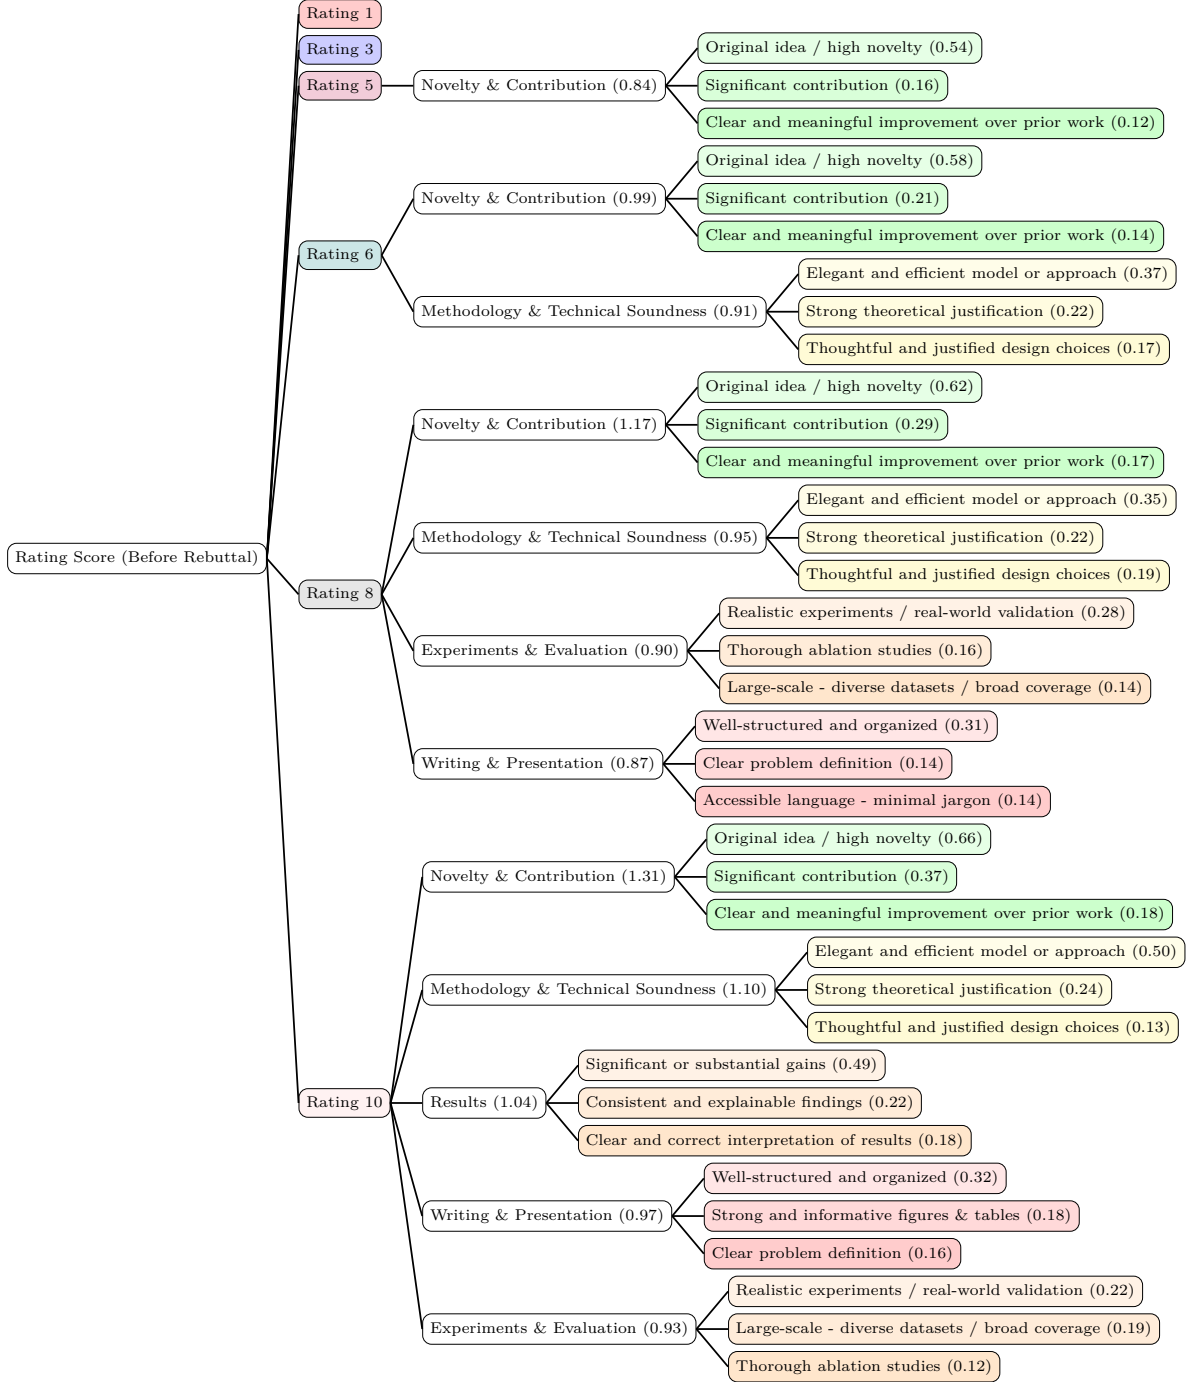 Rating Score (Before Rebuttal)
Rating 1
Rating 3
Rating 5
Novelty & Contribution (0.84)
Original idea / high novelty (0.54)
Significant contribution (0.16)
Clear and meaningful improvement over prior work (0.12)
Rating 6
Novelty & Contribution (0.99)
Original idea / high novelty (0.58)
Significant contribution (0.21)
Clear and meaningful improvement over prior work (0.14)
Methodology & Technical Soundness (0.91)
Elegant and efficient model or approach (0.37)
Strong theoretical justification (0.22)
Thoughtful and justified design choices (0.17)
Rating 8
Novelty & Contribution (1.17)
Original idea / high novelty (0.62)
Significant contribution (0.29)
Clear and meaningful improvement over prior work (0.17)
Methodology & Technical Soundness (0.95)
Elegant and efficient model or approach (0.35)
Strong theoretical justification (0.22)
Thoughtful and justified design choices (0.19)
Experiments & Evaluation (0.90)
Realistic experiments / real-world validation (0.28)
Thorough ablation studies (0.16)
Large-scale - diverse datasets / broad coverage (0.14)
Writing & Presentation (0.87)
Well-structured and organized (0.31)
Clear problem definition (0.14)
Accessible language - minimal jargon (0.14)
Rating 10
Novelty & Contribution (1.31)
Original idea / high novelty (0.66)
Significant contribution (0.37)
Clear and meaningful improvement over prior work (0.18)
Methodology & Technical Soundness (1.10)
Elegant and efficient model or approach (0.50)
Strong theoretical justification (0.24)
Thoughtful and justified design choices (0.13)
Results (1.04)
Significant or substantial gains (0.49)
Consistent and explainable findings (0.22)
Clear and correct interpretation of results (0.18)
Writing & Presentation (0.97)
Well-structured and organized (0.32)
Strong and informative figures & tables (0.18)
Clear problem definition (0.16)
Experiments & Evaluation (0.93)
Realistic experiments / real-world validation (0.22)
Large-scale - diverse datasets / broad coverage (0.19)
Thorough ablation studies (0.12)